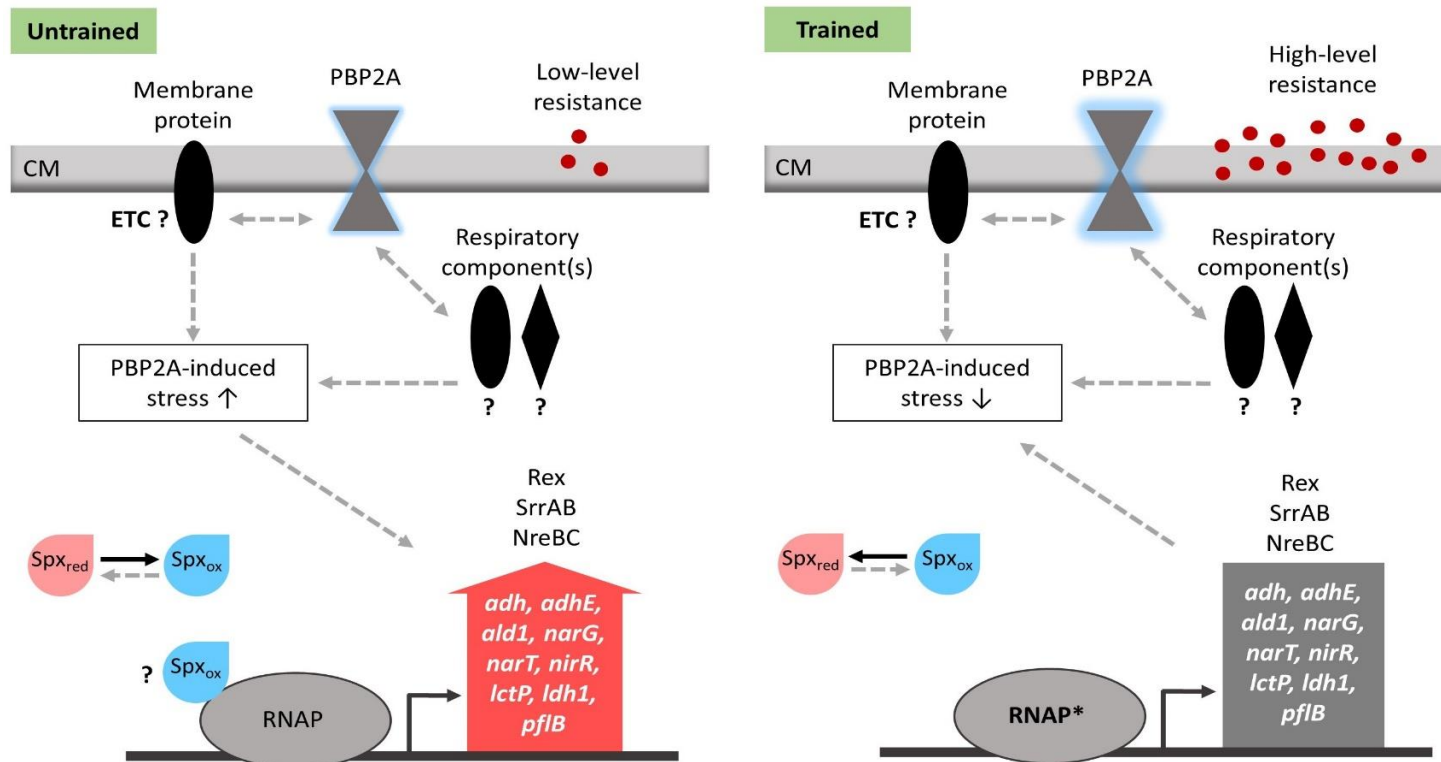 Untrained
Membrane
protein
PBP2A
Low-level
resistance
CM
ETC ?
Respiratory
component(s)
PBP2A-induced
stress ↑
? ?
Rex
SrrAB
NreBC
Spxred
Spxox
adh, adhE,
ald1, narG,
narT, nirR,
lctP, ldh1,
pflB
? Spxox
RNAP
Trained
Membrane
protein
PBP2A
High-level
resistance
CM
ETC ?
Respiratory
component(s)
PBP2A-induced
stress ↓
? ?
Rex
SrrAB
NreBC
Spxred
Spxox
adh, adhE,
ald1, narG,
narT, nirR,
lctP, ldh1,
pflB
RNAP*